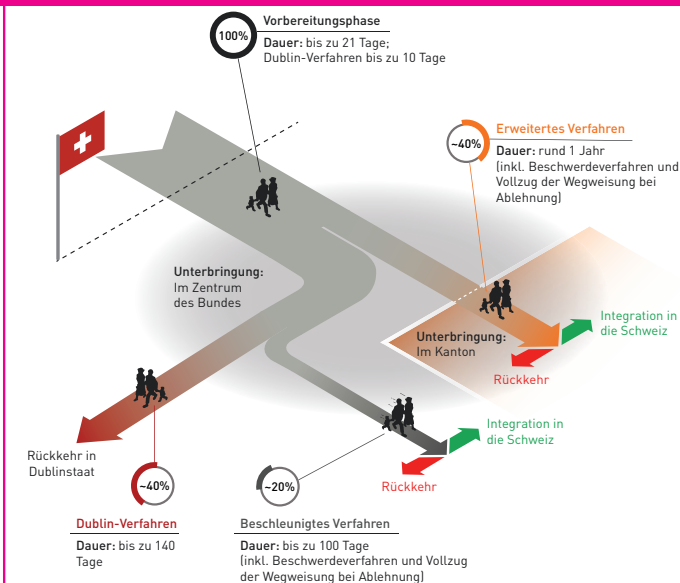 Vorbereitungsphase
100%
Dauer: bis zu 21 Tage;
Dublin-Verfahren bis zu 10 Tage
Erweitertes Verfahren
~40%
Dauer: rund 1 Jahr
(inkl. Beschwerdeverfahren und
Vollzug der Wegweisung bei
Ablehnung)
Unterbringung:
Im Zentrum
des Bundes
Unterbringung:
Im Kanton
Integration in
die Schweiz
Rückkehr
Integration in
die Schweiz
Rückkehr
Rückkehr in
Dublinstaat
~40%
Dublin-Verfahren
Dauer: bis zu 140
Tage
~20%
Beschleunigtes Verfahren
Dauer: bis zu 100 Tage
(inkl. Beschwerdeverfahren und Vollzug
der Wegweisung bei Ablehnung)